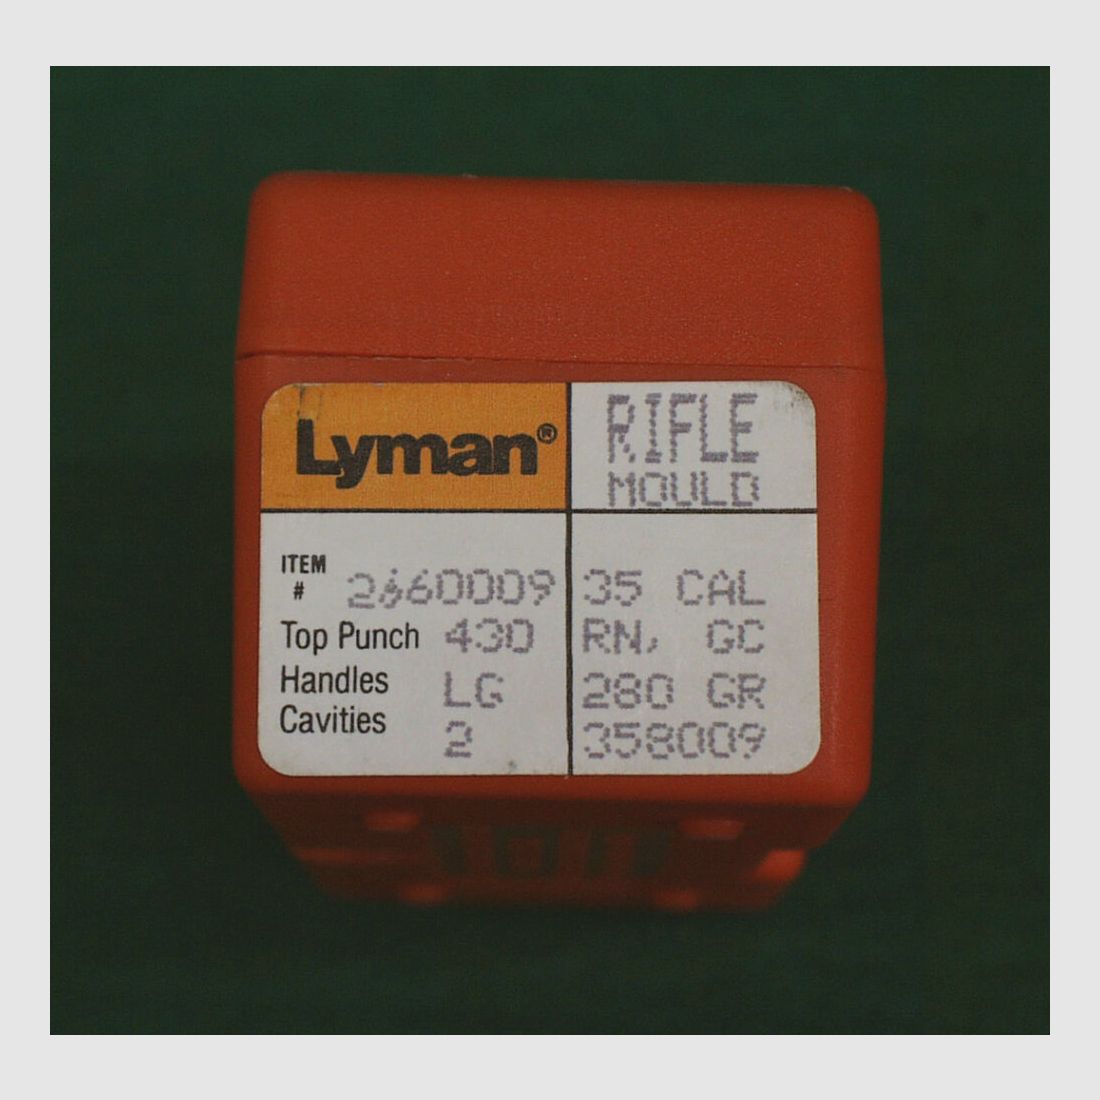 Lyman®
RIFLE
MOULD
ITEM
# 2660009
Top Punch 430
Handles LG
Cavities 2
35 CAL
RN, GC
280 GR
358009